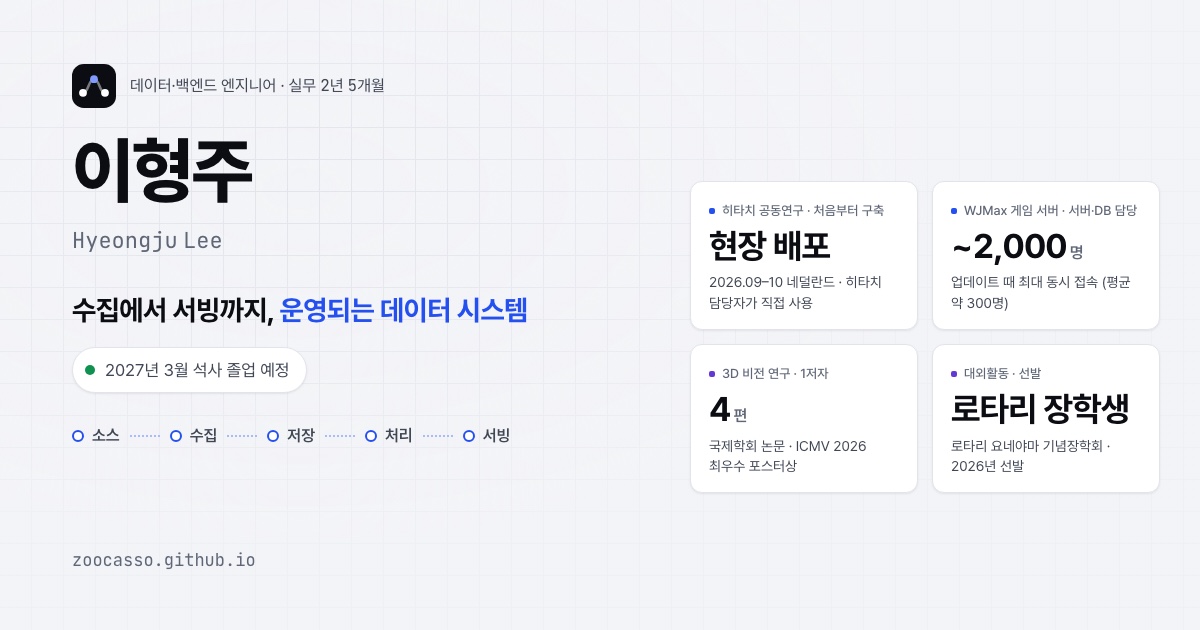 데이터·백엔드 엔지니어 · 실무 2년 5개월
이형주
Hyeongju Lee
수집에서 서빙까지, 운영되는 데이터 시스템
2027년 3월 석사 졸업 예정
소스 수집 저장 처리 서빙
zoocasso.github.io
히타치 공동연구 · 처음부터 구축
현장 배포
2026.09–10 네덜란드 · 히타치
담당자가 직접 사용
WJMax 게임 서버 · 서버·DB 담당
~2,000명
업데이트 때 최대 동시 접속 (평균
약 300명)
3D 비전 연구 · 1저자
4편
국제학회 논문 · ICMV 2026
최우수 포스터상
대외활동 · 선발
로타리 장학생
로타리 요네야마 기념장학회 ·
2026년 선발